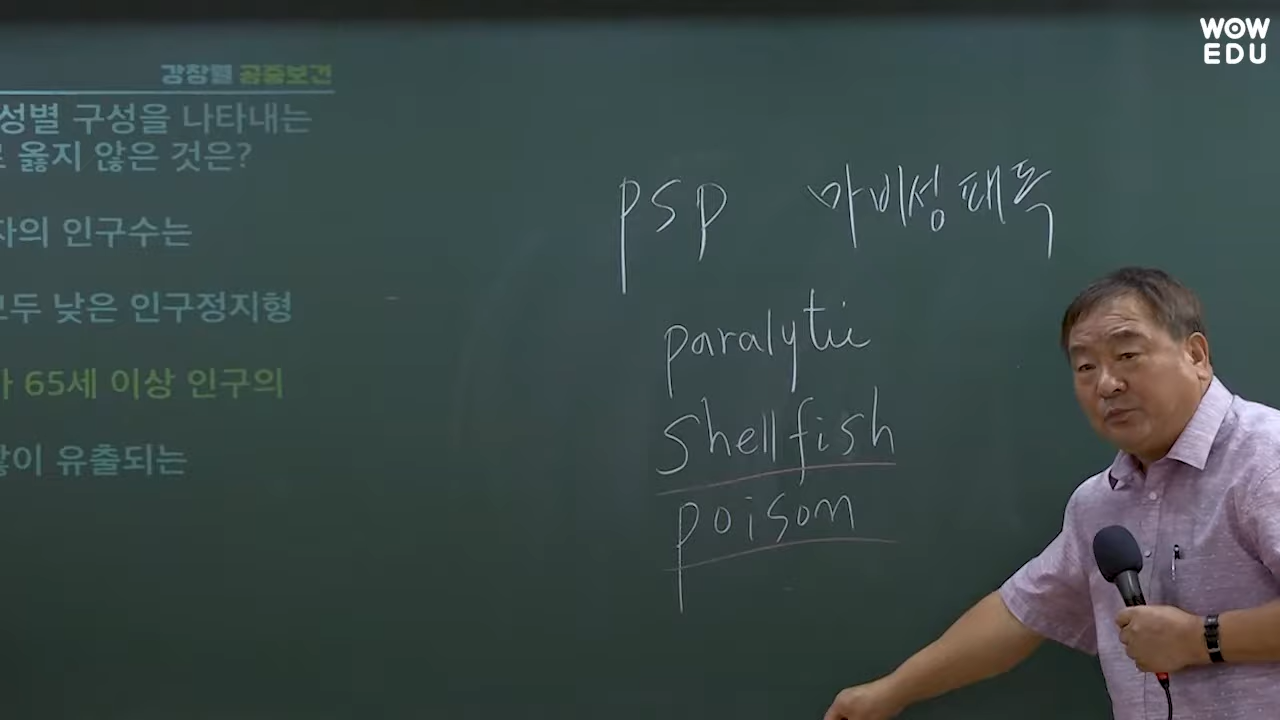 WOW
EDU
강창렬 공중보건
성별 구성을 나타내는
로 옳지 않은 것은?
자의 인구수는
모두 낮은 인구정지형
가 65세 이상 인구의
많이 유출되는
PSP 마비성패독
paralytic
shellfish
poison